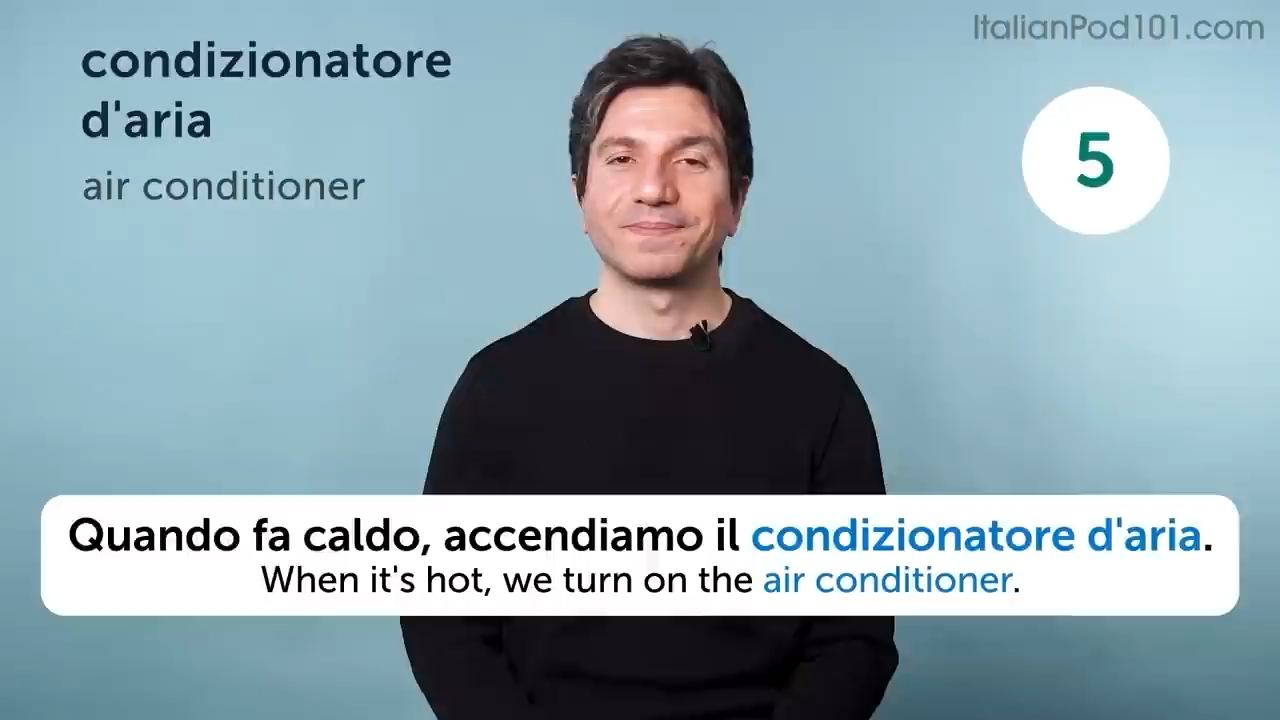 ItalianPod101.com
condizionatore
d'aria
air conditioner
5
Quando fa caldo, accendiamo il condizionatore d'aria.
When it's hot, we turn on the air conditioner.